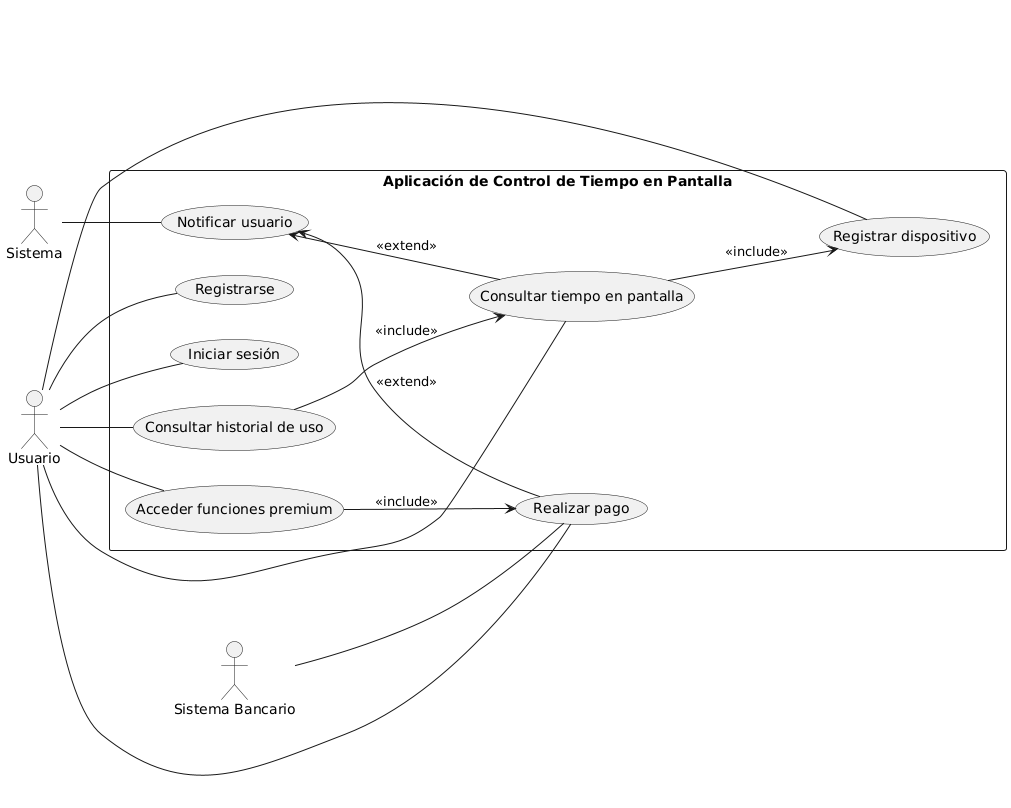 Aplicación de Control de Tiempo en Pantalla
Sistema
Notificar usuario
«extend»
«include»
Registrar dispositivo
Registrarse
Consultar tiempo en pantalla
«include»
Iniciar sesión
«extend»
Usuario
Consultar historial de uso
Acceder funciones premium
«include»
Realizar pago
Sistema Bancario